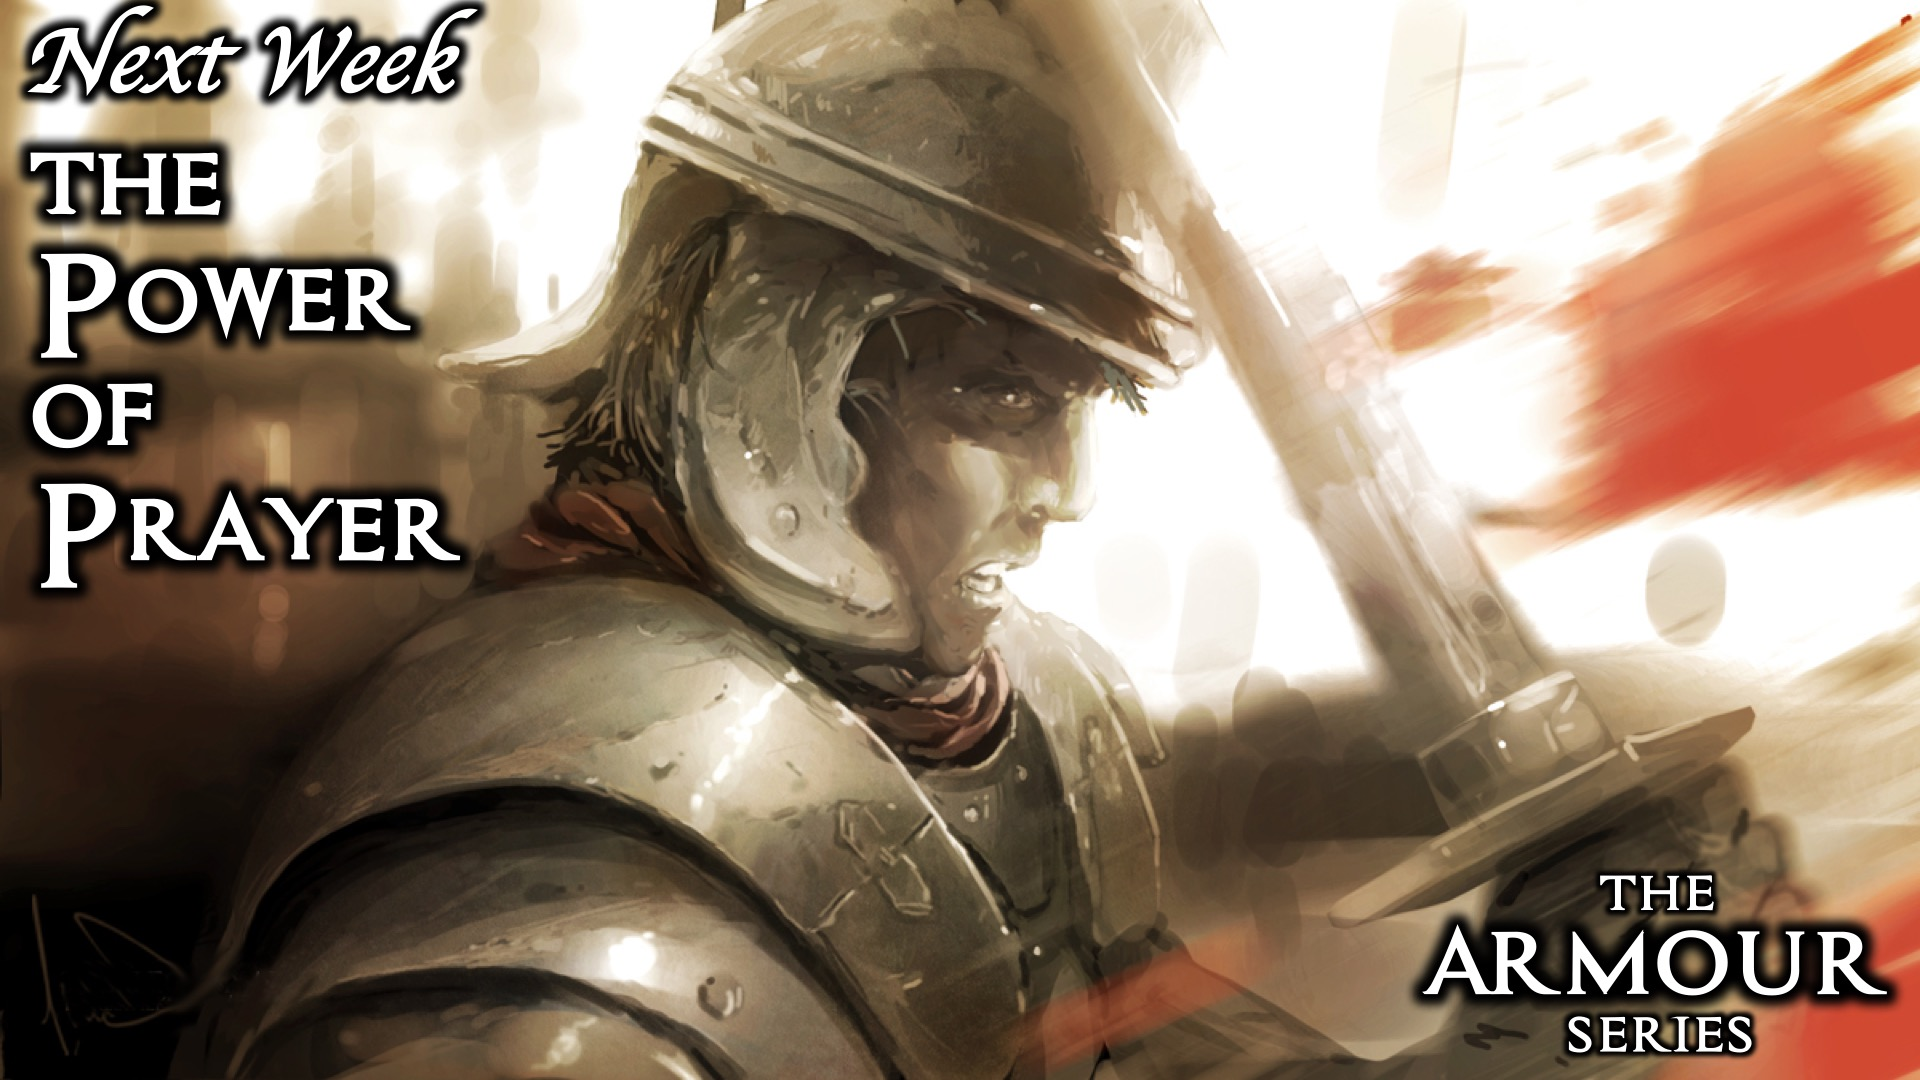 Next Week
THE
POWER
OF
PRAYER
THE
ARMOUR
SERIES